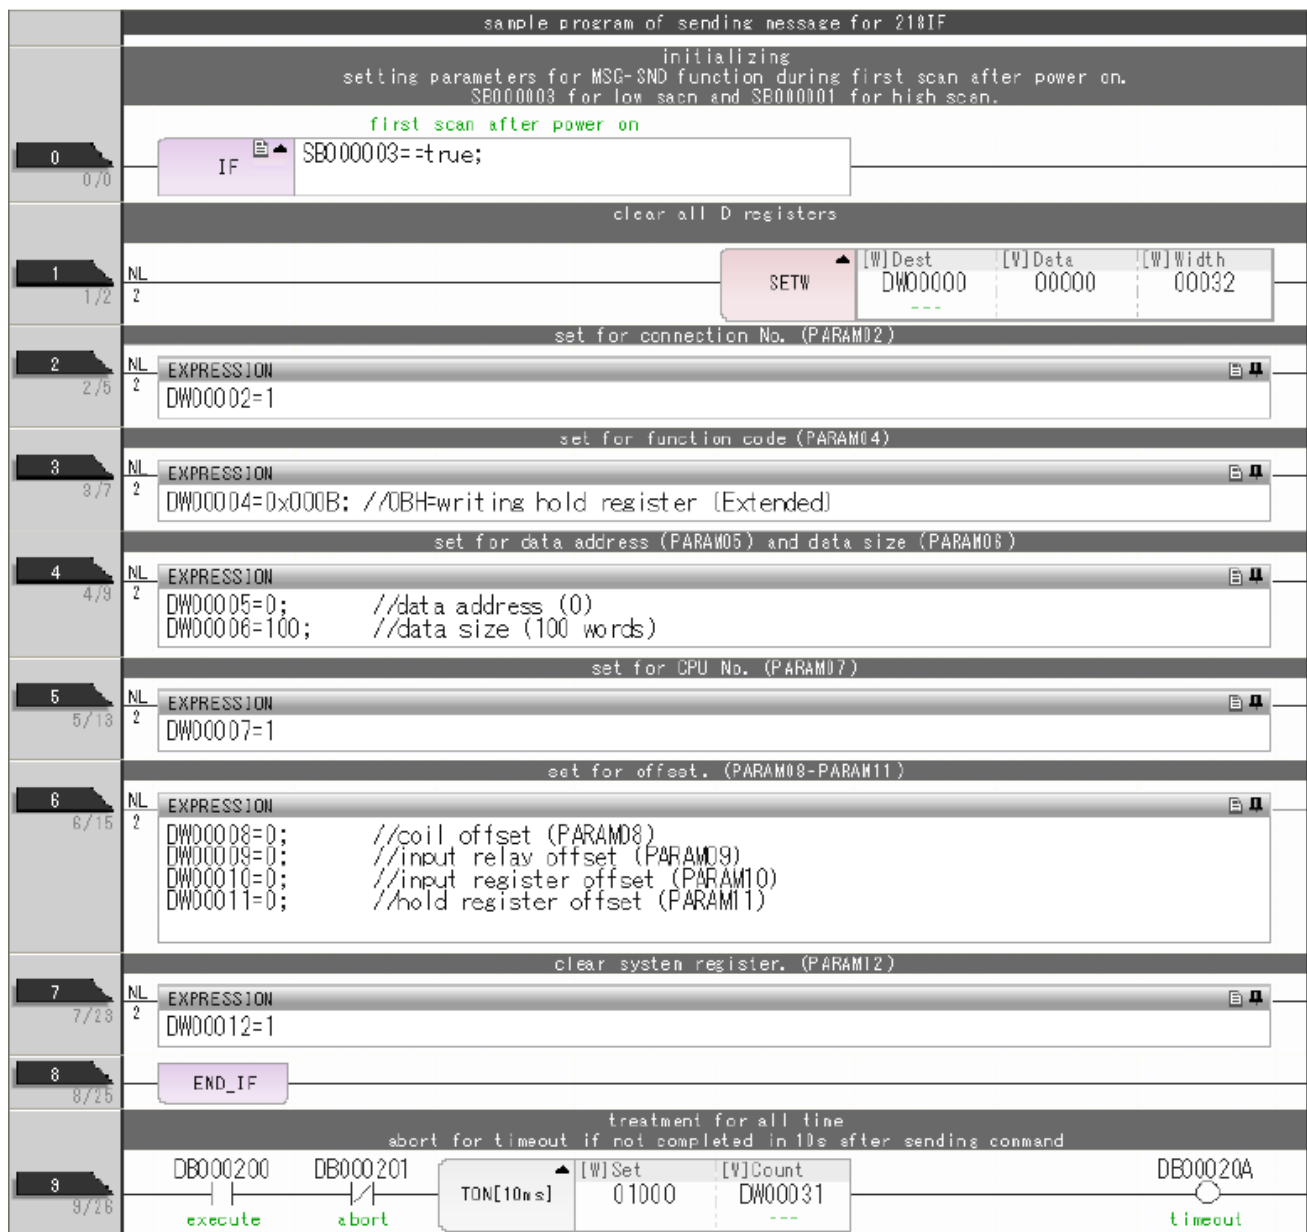 sample program of sending message for 218IF
initializing
setting parameters for MSG-SND function during first scan after power on.
SB000003 for low sacn and SB000001 for high scan.
first scan after power on
0
0/0
IF
SB000003==true;
clear all D registers
1
1/2
NL
2
SETW
[W]Dest
DW00000
---
[V]Data
00000
[W]Width
00032
set for connection No. (PARAM02)
2
2/5
NL
2
EXPRESSION
DW00002=1
set for function code (PARAM04)
3
3/7
NL
2
EXPRESSION
DW00004=0x000B; //0BH=writing hold register (Extended)
set for data address (PARAM05) and data size (PARAM06)
4
4/9
NL
2
EXPRESSION
DW00005=0; //data address (0)
DW00006=100; //data size (100 words)
set for CPU No. (PARAM07)
5
5/13
NL
2
EXPRESSION
DW00007=1
set for offset. (PARAM08-PARAM11)
6
6/15
NL
2
EXPRESSION
DW00008=0; //coil offset (PARAM08)
DW00009=0; //input relay offset (PARAM09)
DW00010=0; //input register offset (PARAM10)
DW00011=0; //hold register offset (PARAM11)
clear system register. (PARAM12)
7
7/23
NL
2
EXPRESSION
DW00012=1
8
8/25
END_IF
treatment for all time
abort for timeout if not completed in 10s after sending command
9
9/26
DB000200
execute
DB000201
abort
TON[10ms]
[W]Set
01000
[V]Count
DW00031
---
DB00020A
timeout